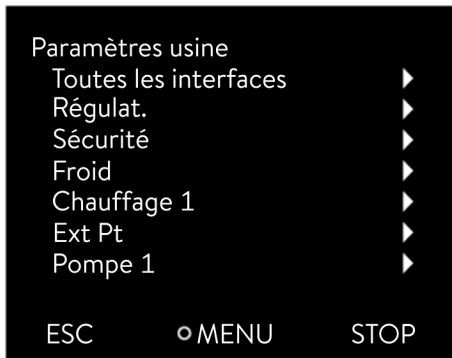 Paramètres usine
Toutes les interfaces
Régulat.
Sécurité
Froid
Chauffage 1
Ext Pt
Pompe 1
ESC MENU STOP